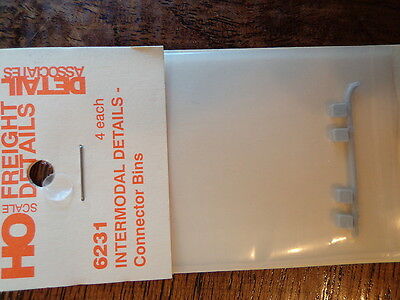 DETAIL
ASSOCIATES
HO
SCALE
FREIGHT
DETAILS
6231 4 each
INTERMODAL DETAILS -
Connector Bins